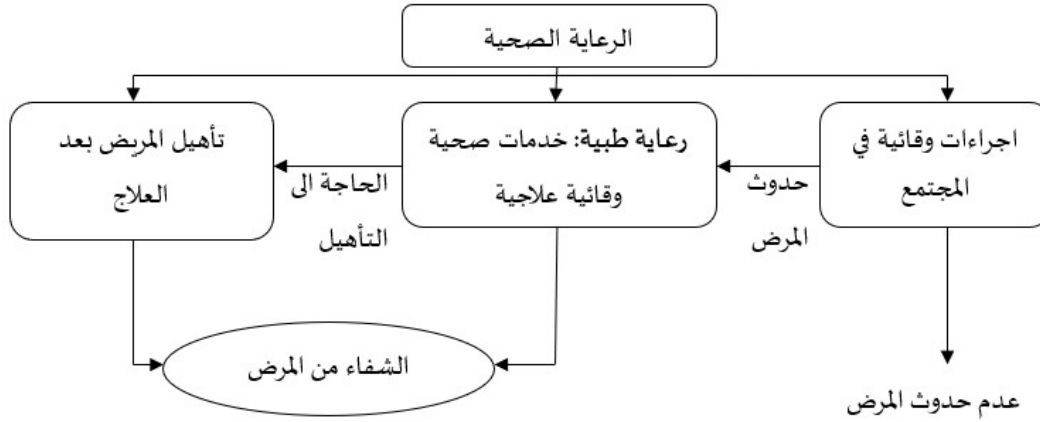 الرعاية الصحية
اجراءات وقائية في
المجتمع
حدوث
المرض
رعاية طبية: خدمات صحية
وقائية علاجية
الحاجة الى
التأهيل
تأهيل المريض بعد
العلاج
الشفاء من المرض
عدم حدوث المرض